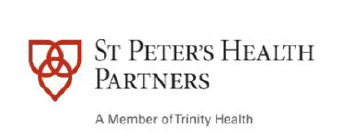 ST PETER'S HEALTH
PARTNERS
A Member of Trinity Health